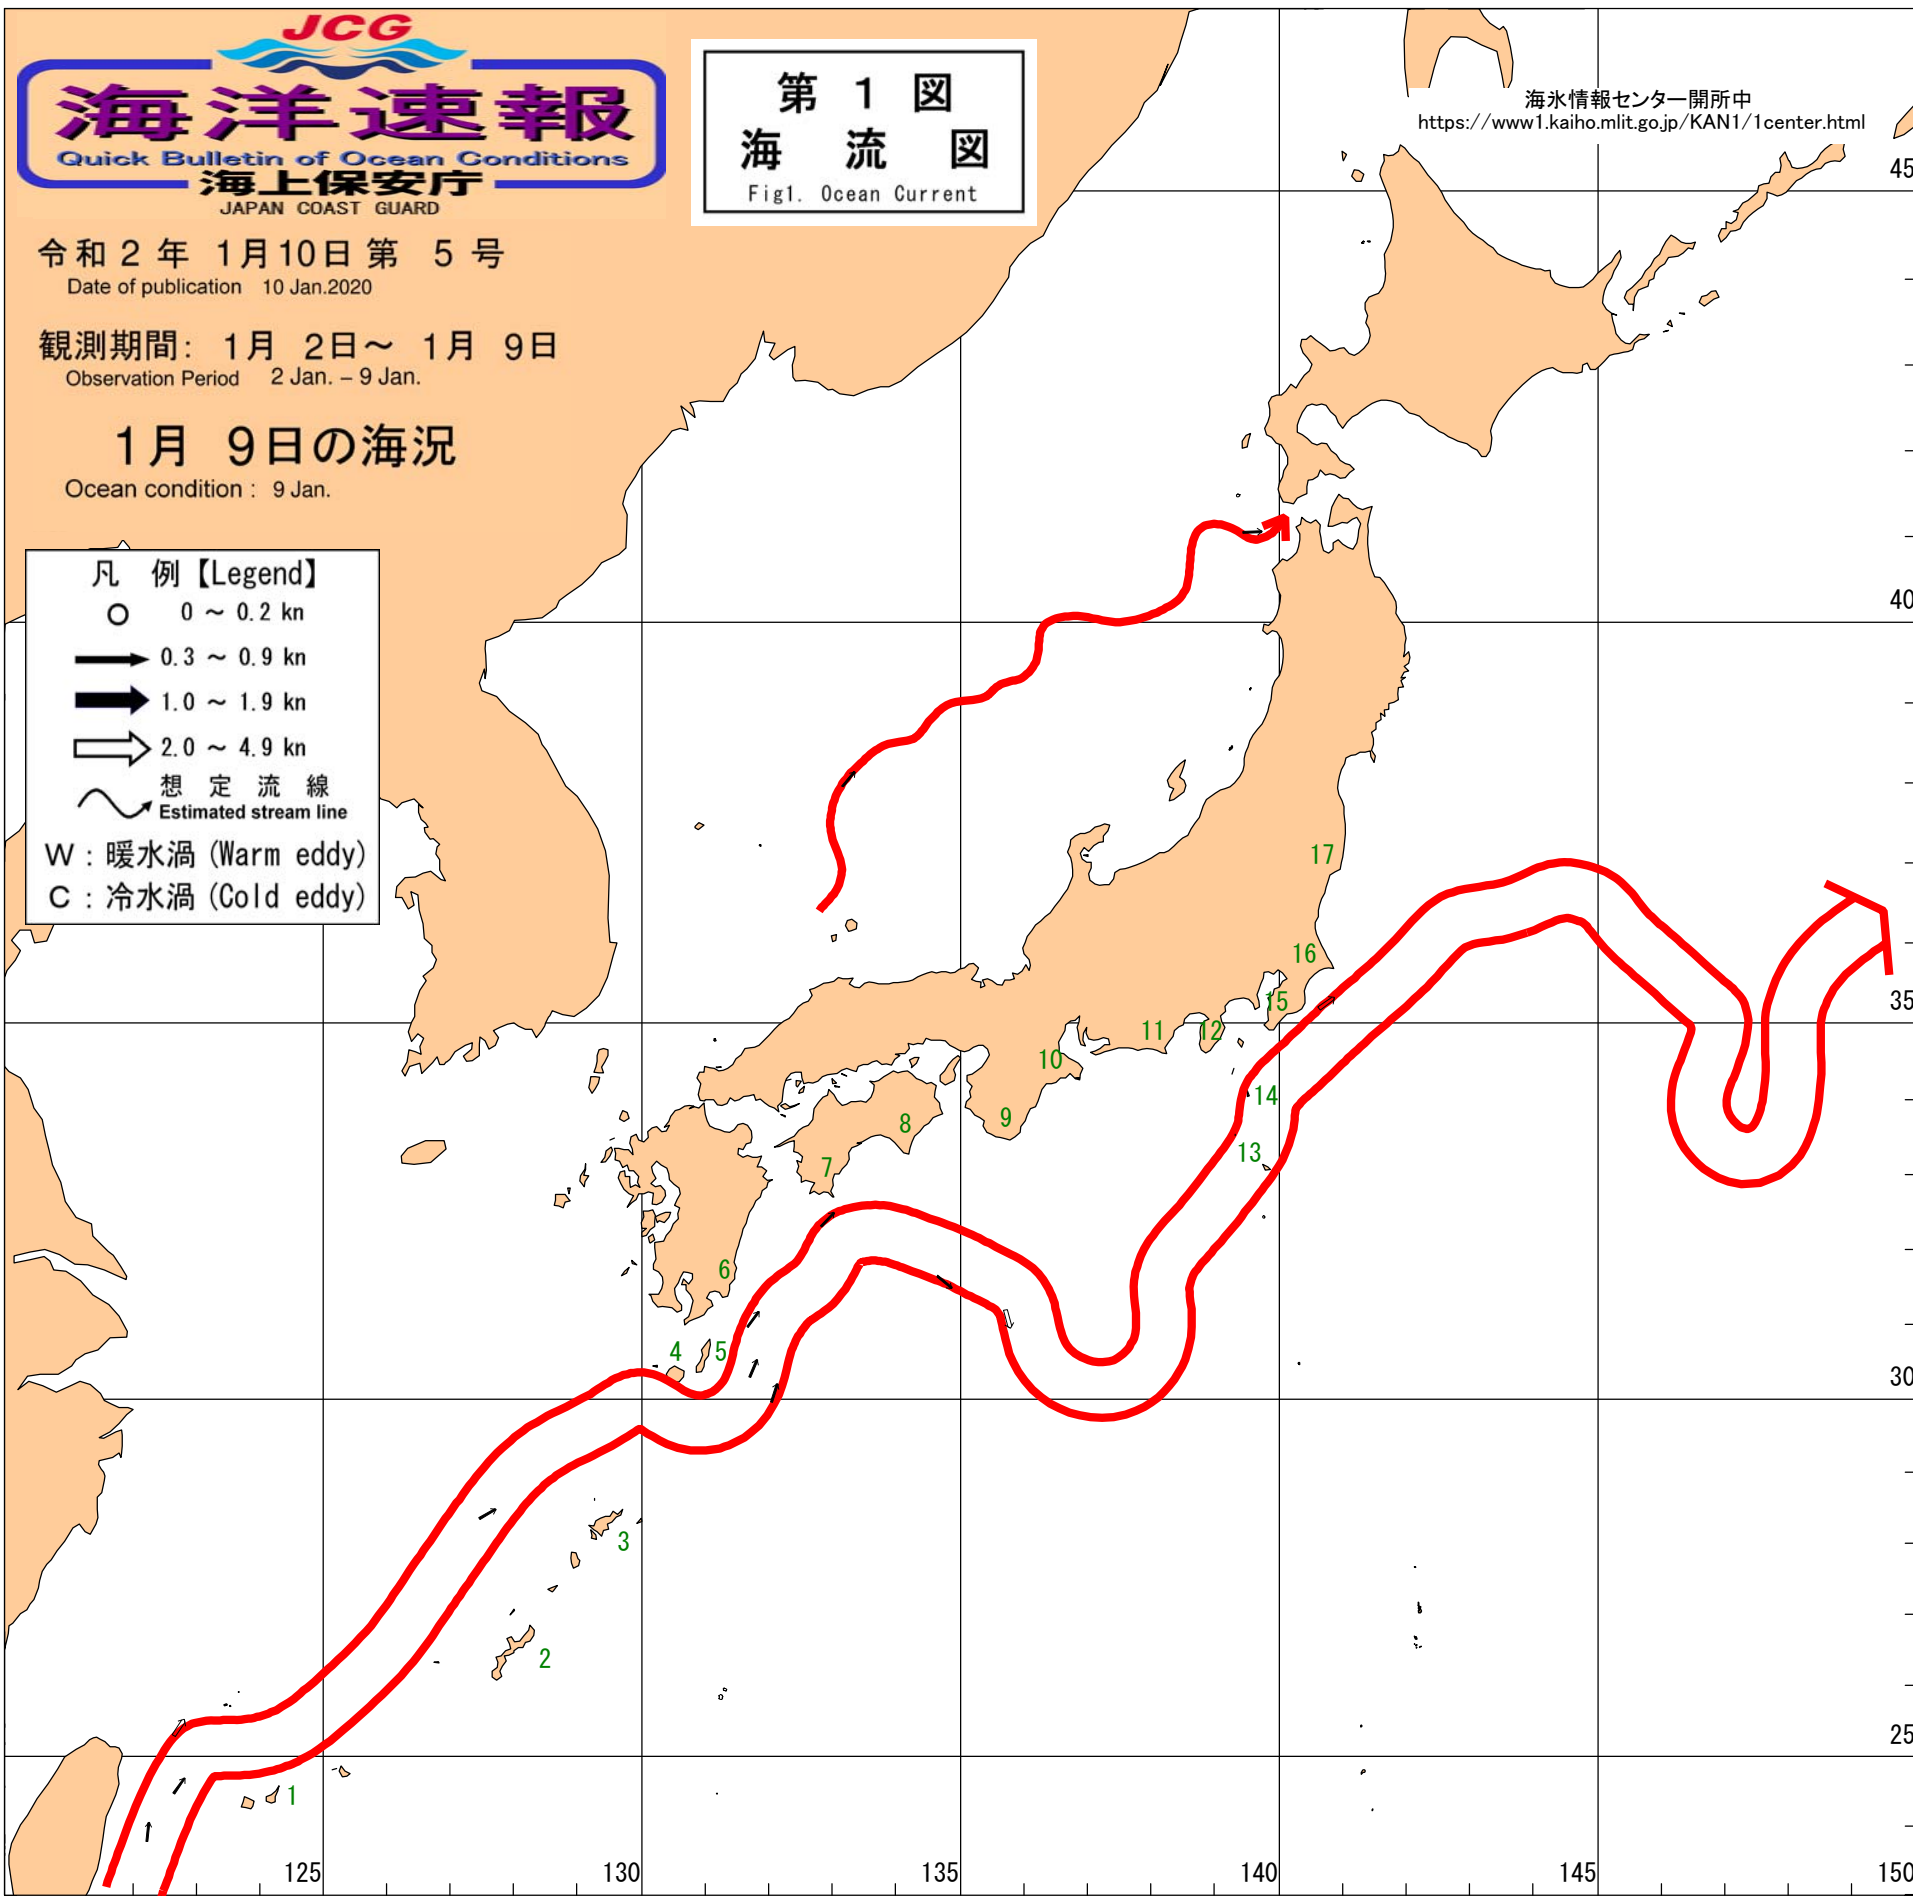 JCG
海洋速報
Quick Bulletin of Ocean Conditions
海上保安庁
JAPAN COAST GUARD
第 1 図
海 流 図
Fig1. Ocean Current
海氷情報センター開所中
https://www1.kaiho.mlit.go.jp/KAN1/1center.html
令和 2 年 1月10日 第 5 号
Date of publication 10 Jan.2020
観測期間: 1月 2日～ 1月 9日
Observation Period 2 Jan. – 9 Jan.
1月 9日の海況
Ocean condition : 9 Jan.
凡 例【Legend】
0 ～ 0.2 kn
0.3 ～ 0.9 kn
1.0 ～ 1.9 kn
2.0 ～ 4.9 kn
想 定 流 線
Estimated stream line
W : 暖水渦 (Warm eddy)
C : 冷水渦 (Cold eddy)
45
40
35
30
25
17
16
15
12
11
10
14
9
8
13
7
6
5
4
3
2
1
125
130
135
140
145
150